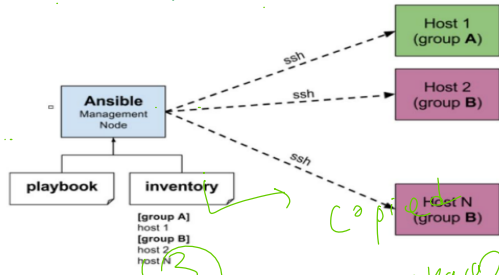 Host 1
(group A)
ssh
Host 2
(group B)
ssh
Ansible
Management
Node
ssh
playbook
inventory
Host N
(group B)
[group A]
host 1
[group B]
host 2
host N